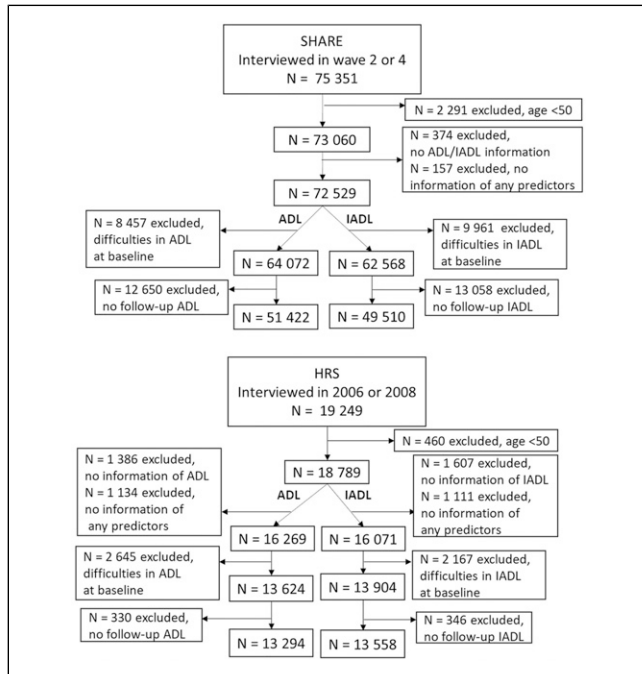 SHARE
Interviewed in wave 2 or 4
N = 75 351
N = 2 291 excluded, age <50
N = 73 060
N = 374 excluded,
no ADL/IADL information
N = 157 excluded, no
information of any predictors
N = 72 529
ADL
IADL
N = 8 457 excluded,
difficulties in ADL
at baseline
N = 9 961 excluded,
difficulties in IADL
at baseline
N = 64 072
N = 62 568
N = 12 650 excluded,
no follow-up ADL
N = 13 058 excluded,
no follow-up IADL
N = 51 422
N = 49 510
HRS
Interviewed in 2006 or 2008
N = 19 249
N = 460 excluded, age <50
N = 18 789
N = 1 386 excluded,
no information of ADL
N = 1 134 excluded,
no information of
any predictors
ADL
IADL
N = 1 607 excluded,
no information of IADL
N = 1 111 excluded,
no information of
any predictors
N = 16 269
N = 16 071
N = 2 645 excluded,
difficulties in ADL
at baseline
N = 2 167 excluded,
difficulties in IADL
at baseline
N = 13 624
N = 13 904
N = 330 excluded,
no follow-up ADL
N = 346 excluded,
no follow-up IADL
N = 13 294
N = 13 558